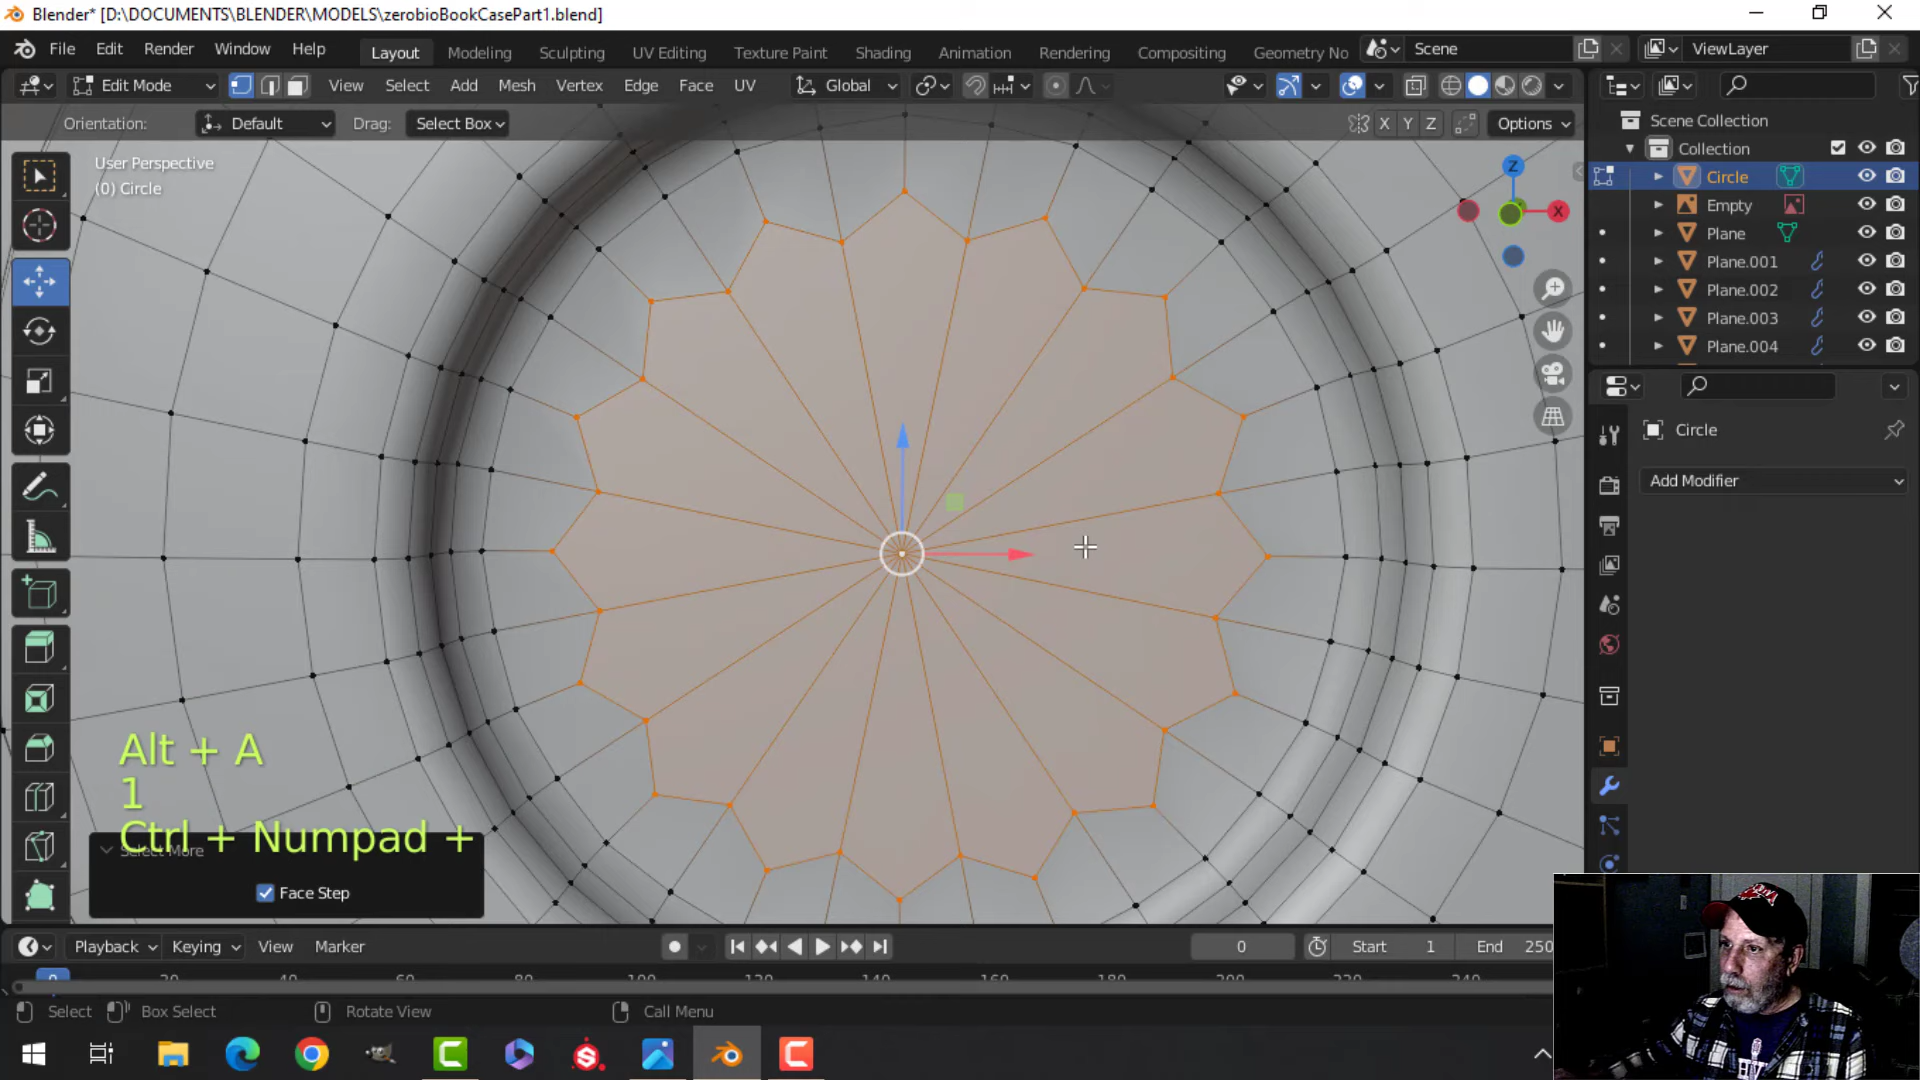 Blender* [D:\DOCUMENTS\BLENDER\MODELS\zerobioBookCasePart1.blend]
File Edit Render Window Help Layout Modeling Sculpting UV Editing Texture Paint Shading Animation Rendering Compositing Geometry No Scene ViewLayer
Edit Mode View Select Add Mesh Vertex Edge Face UV Global
Orientation: Default Drag: Select Box X Y Z Options
User Perspective
(0) Circle
Z
X
Scene Collection
Collection
Circle
Empty
Plane
Plane.001
Plane.002
Plane.003
Plane.004
Circle
Add Modifier
Alt + A
1
Ctrl + Numpad +
Select More
Face Step
Playback Keying View Marker 0 Start 1 End 250
0 20 40 60 80 100 120 140 160 180 200 220 240
Select Box Select Rotate View Call Menu